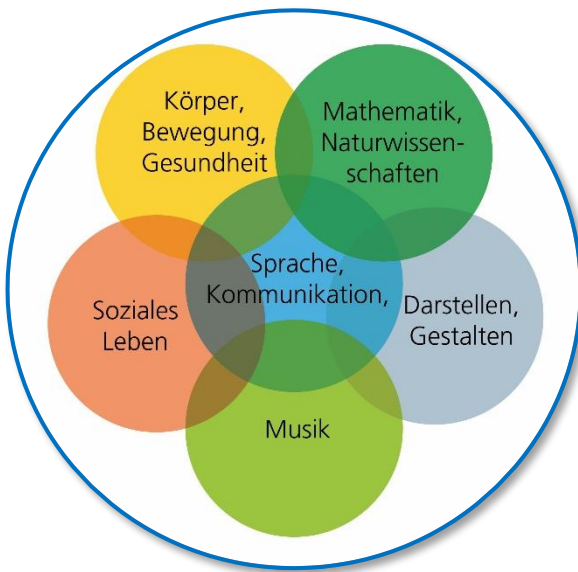 Körper,
Bewegung,
Gesundheit
Mathematik,
Naturwissen-
schaften
Sprache,
Kommunikation,
Soziales
Leben
Darstellen,
Gestalten
Musik